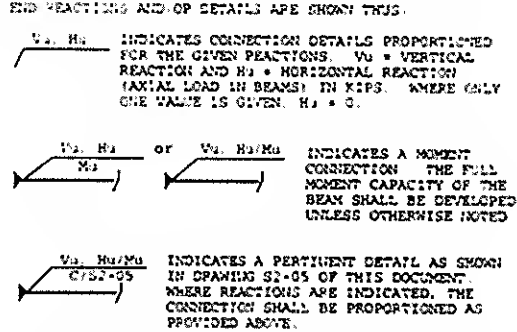 END REACTIONS AND/OR DETAILS ARE SHOWN THUS:
Vu, Hu
INDICATES CONNECTION DETAILS PROPORTIONED
FOR THE GIVEN REACTIONS. Vu = VERTICAL
REACTION AND Hu = HORIZONTAL REACTION
(AXIAL LOAD IN BEAMS) IN KIPS. WHERE ONLY
ONE VALUE IS GIVEN, Hu = 0.
Vu, Hu or Vu, Hu/Mu
Mu
INDICATES A MOMENT
CONNECTION THE FULL
MOMENT CAPACITY OF THE
BEAM SHALL BE DEVELOPED
UNLESS OTHERWISE NOTED
Vu, Hu/Mu
C/S2-05
INDICATES A PERTINENT DETAIL AS SHOWN
IN DRAWING S2-05 OF THIS DOCUMENT.
WHERE REACTIONS ARE INDICATED, THE
CONNECTION SHALL BE PROPORTIONED AS
PROVIDED ABOVE.